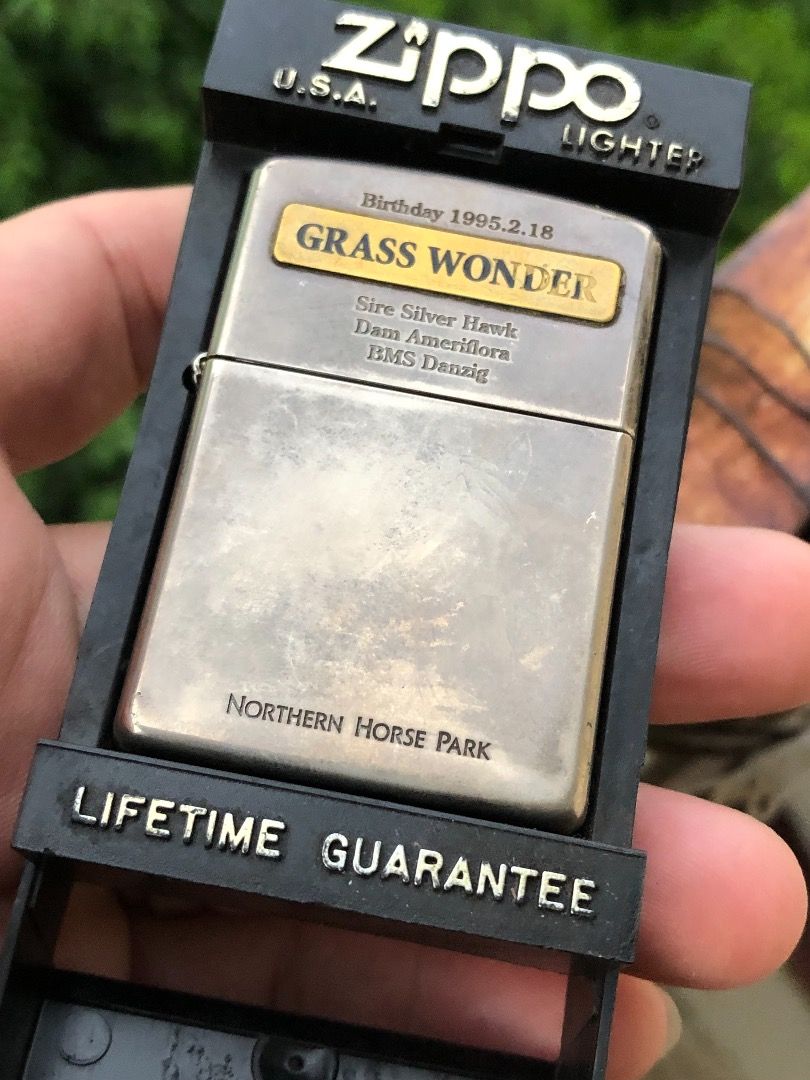 Zippo
U.S.A.
LIGHTER
Birthday 1995.2.18
GRASS WONDER
Sire Silver Hawk
Dam Ameriflora
BMS Danzig
NORTHERN HORSE PARK
LIFETIME GUARANTEE